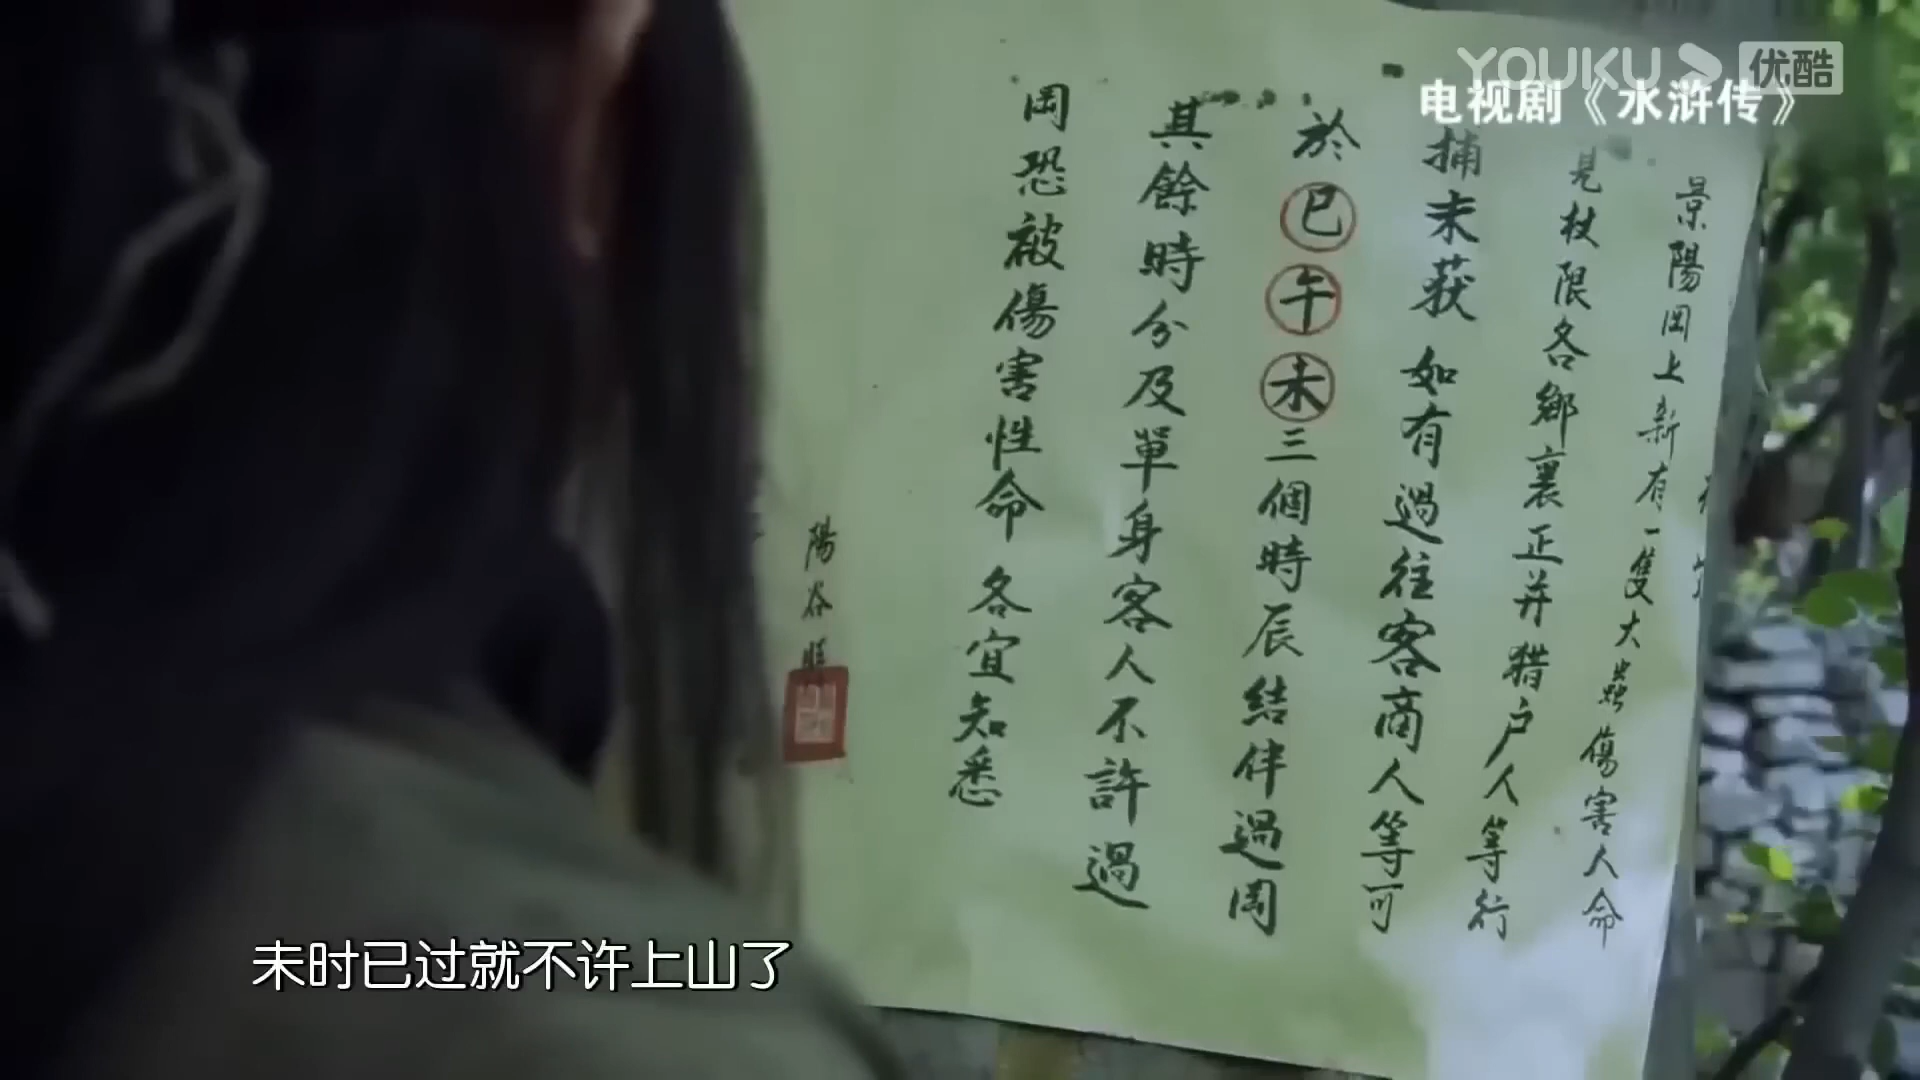 YOUKU 优酷
电视剧《水浒传》
景陽岡上新有一隻大蟲傷害人命
見杖限各鄉裏正并猎户人等行
捕未获 如有過往客商人等可
於巳午未三個時辰結伴過岡
其餘時分及單身客人不許過
岡恐被傷害性命 各宜知悉
陽谷
未时已过就不许上山了